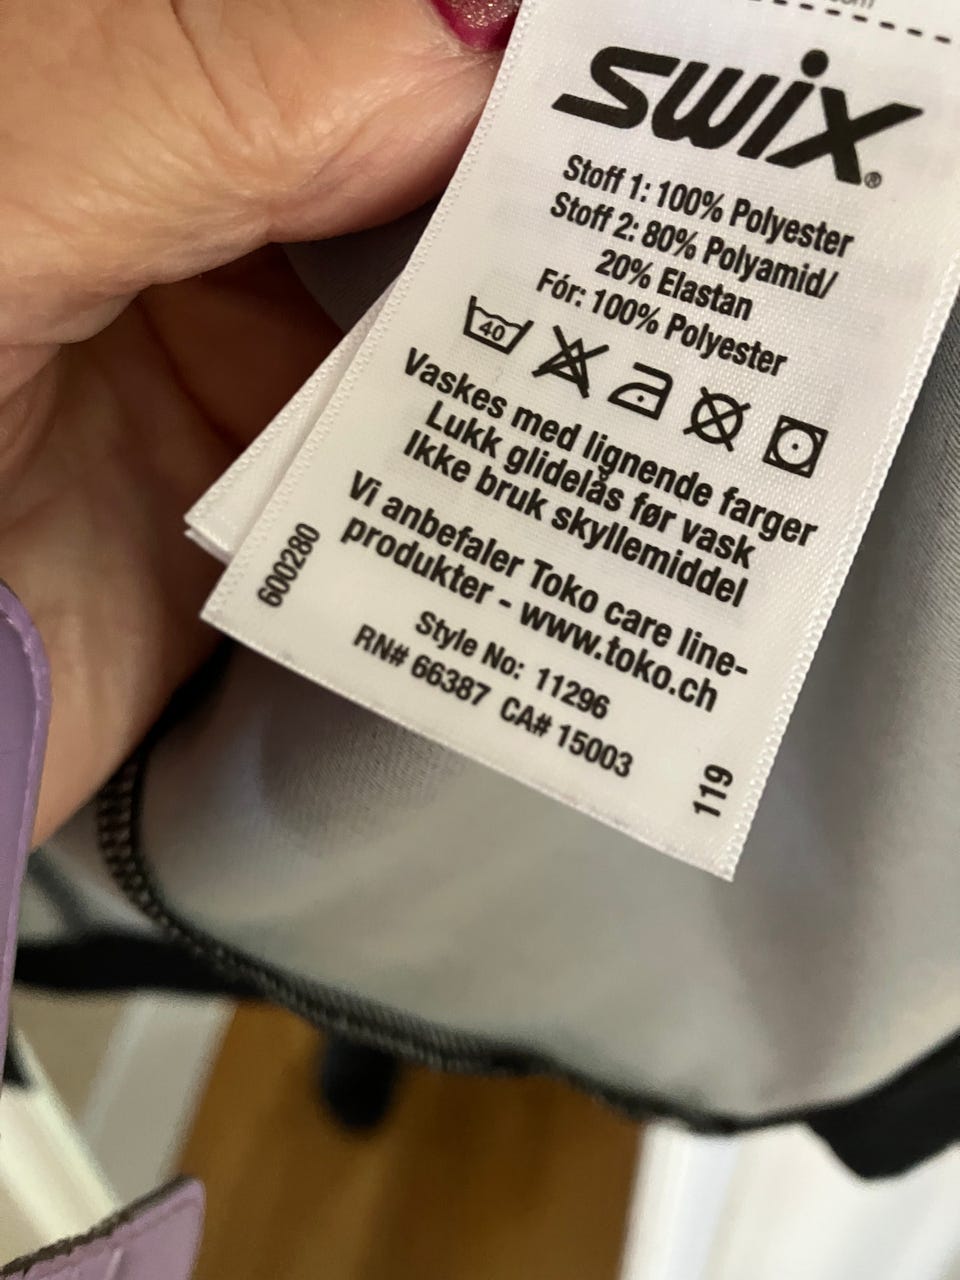 swix®
Stoff 1: 100% Polyester
Stoff 2: 80% Polyamid/
20% Elastan
Fór: 100% Polyester
40
Vaskes med lignende farger
Lukk glidelås før vask
Ikke bruk skyllemiddel
Vi anbefaler Toko care line-
produkter - www.toko.ch
Style No: 11296
RN# 66387 CA# 15003
600280
119